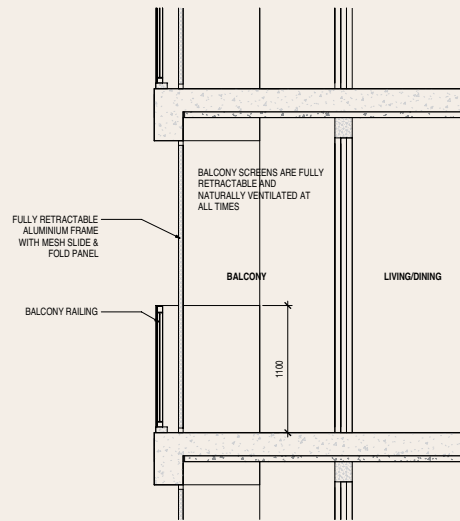 BALCONY SCREENS ARE FULLY
RETRACTABLE AND
NATURALLY VENTILATED AT
ALL TIMES
FULLY RETRACTABLE
ALUMINIUM FRAME
WITH MESH SLIDE &
FOLD PANEL
BALCONY
LIVING/DINING
BALCONY RAILING
1100